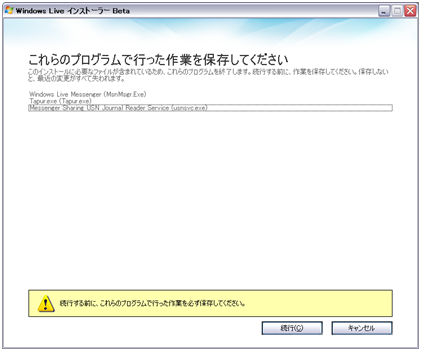 Windows Live インストーラー Beta
これらのプログラムで行った作業を保存してください
このインストールに必要なファイルが含まれているため、これらのプログラムを終了します。続行する前に、作業を保存してください。保存しない
と、最近の変更がすべて失われます。
Windows Live Messenger (MsnMsgr.Exe)
Tapur.exe (Tapur.exe)
Messenger Sharing USN Journal Reader Service (usnsvc.exe)
続行する前に、これらのプログラムで行った作業を必ず保存してください。
続行(C)
キャンセル